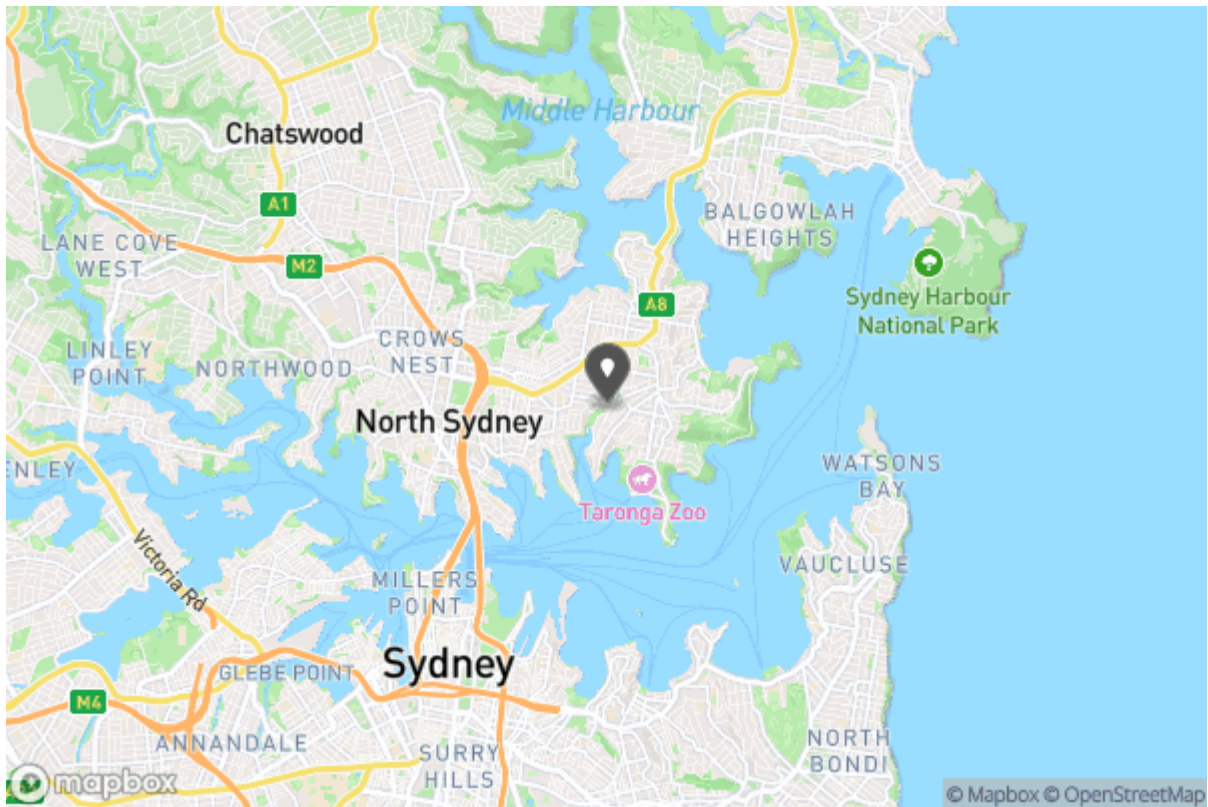 Middle Harbour
Chatswood
A1
BALGOWLAH
HEIGHTS
LANE COVE
WEST
M2
Sydney Harbour
National Park
A8
CROWS
NEST
LINLEY
POINT
NORTHWOOD
North Sydney
ENLEY
WATSONS
BAY
Taronga Zoo
Victoria Rd
VAUCLUSE
MILLERS
POINT
Sydney
GLEBE POINT
M4
ANNANDALE
SURRY
HILLS
NORTH
BONDI
mapbox
© Mapbox © OpenStreetMap